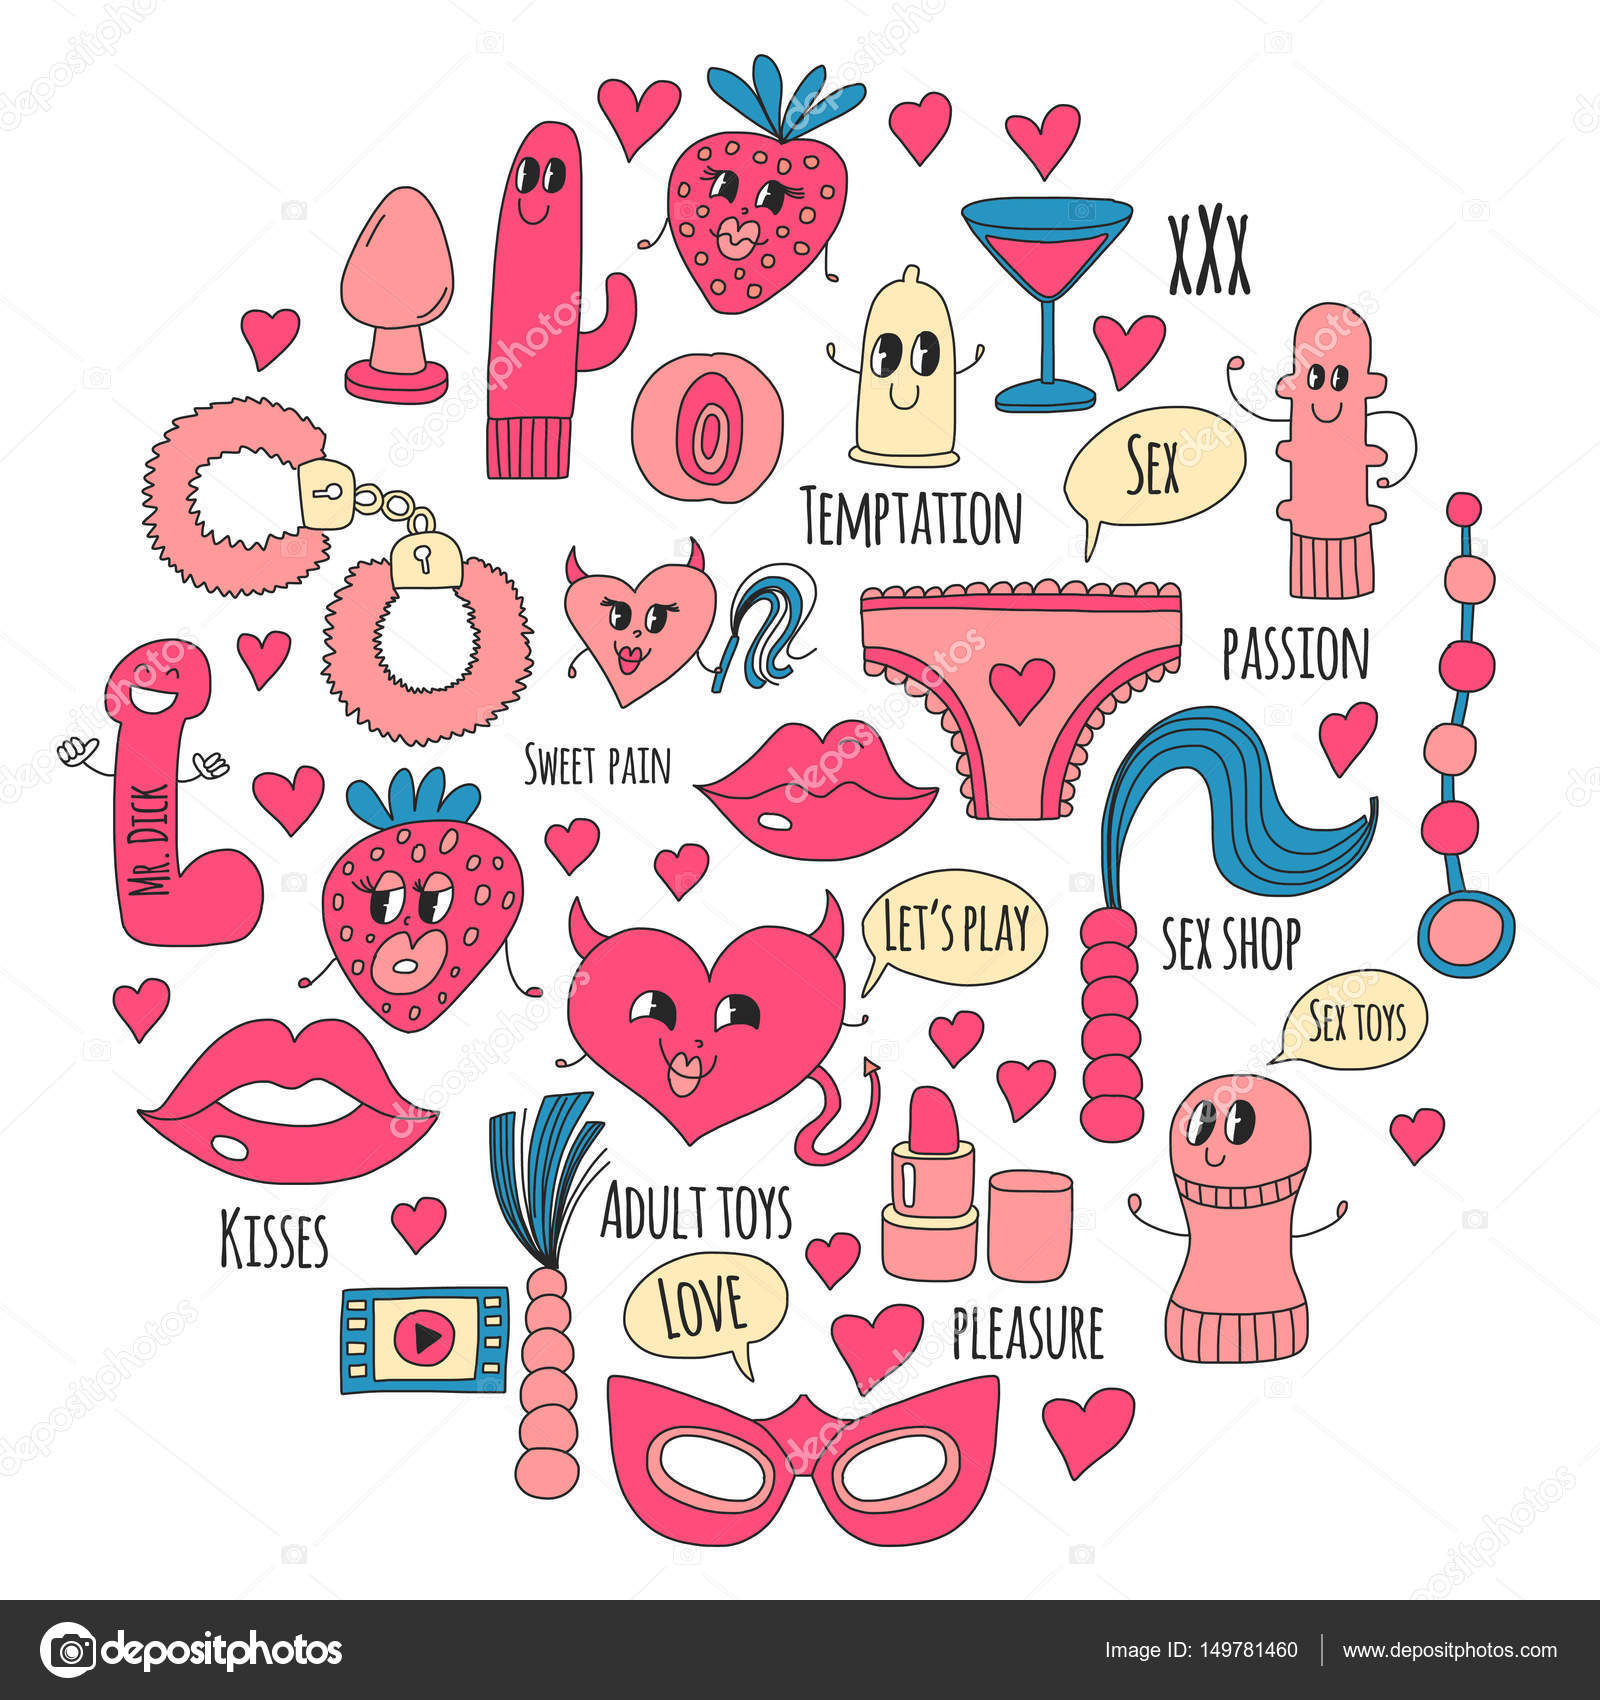 xXx
Sex
Temptation
passion
Sweet pain
Mr. Dick
Let's play
sex shop
Sex toys
Adult toys
Kisses
Love
pleasure
depositphotos
Image ID: 149781460
www.depositphotos.com